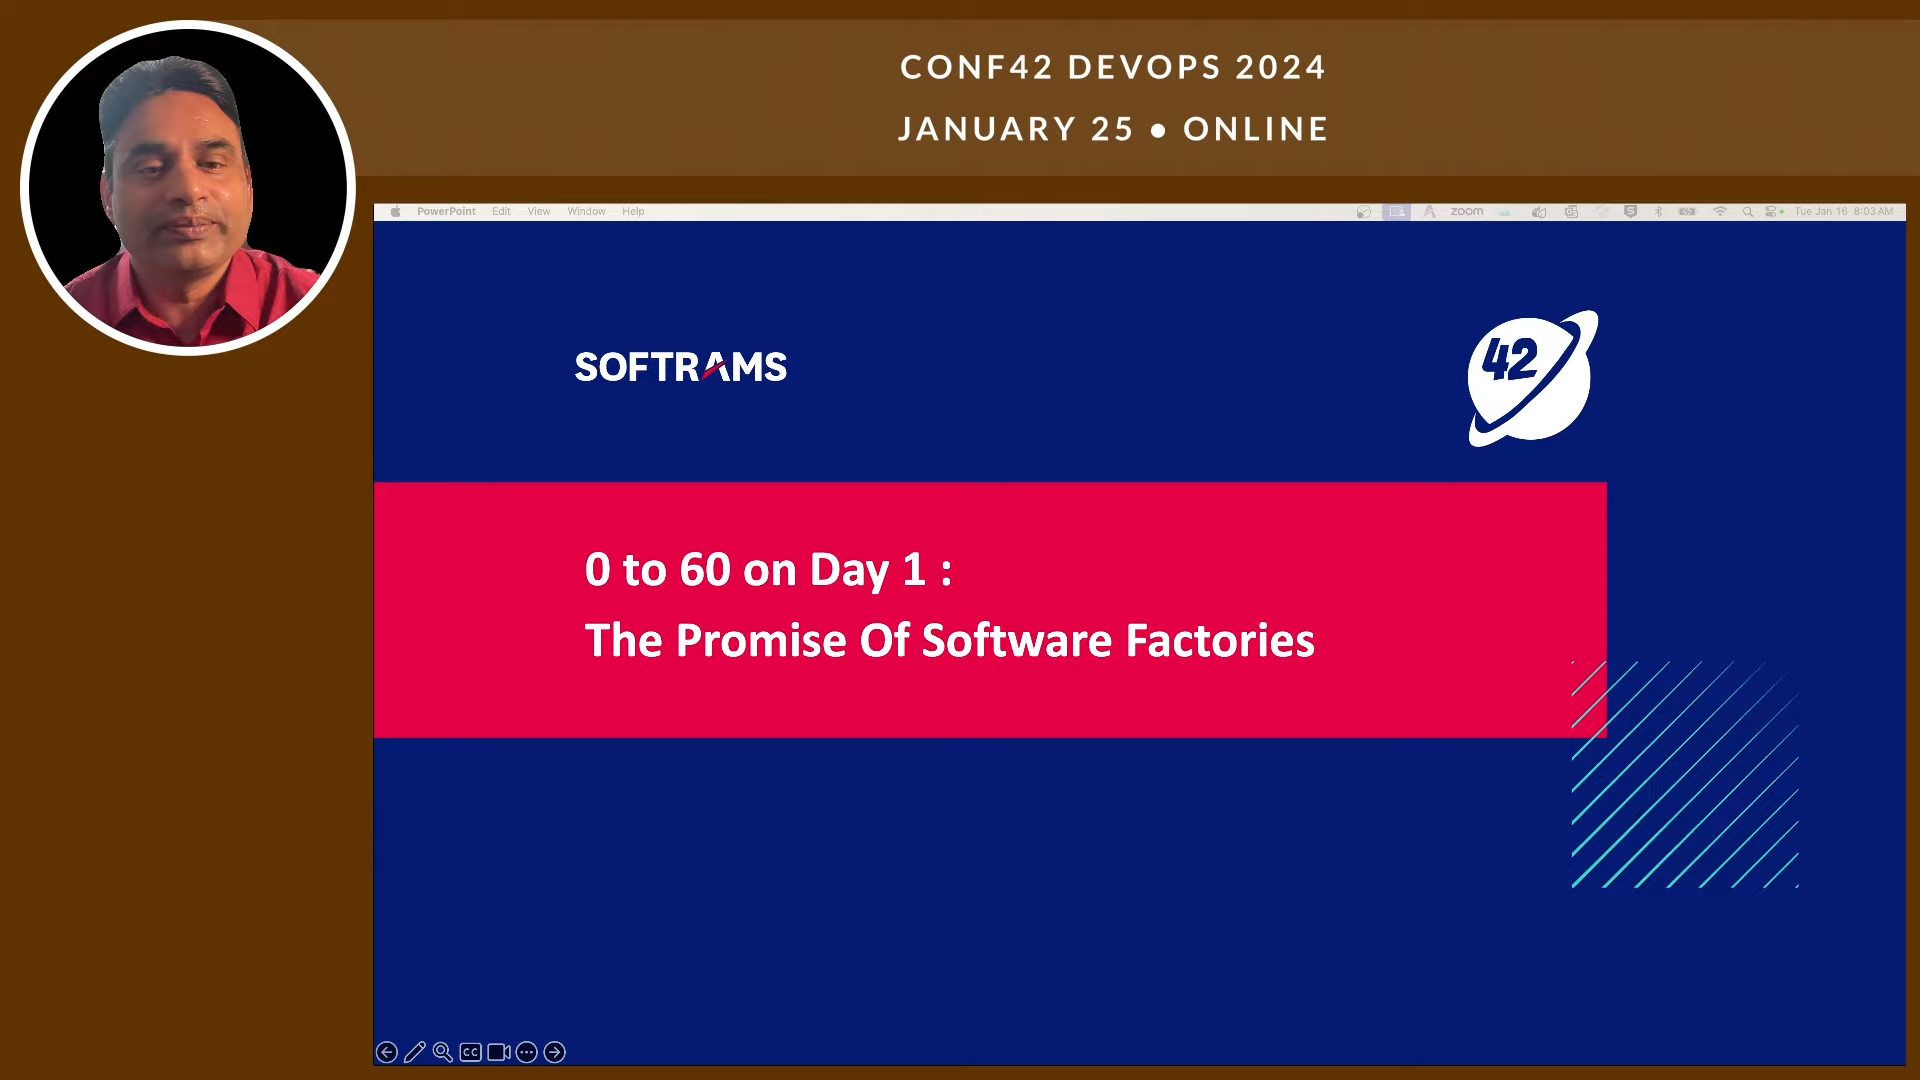 CONF42 DEVOPS 2024
JANUARY 25 • ONLINE
PowerPoint Edit View Window Help
zoom Tue Jan 16 8:03 AM
SOFTRAMS
42
0 to 60 on Day 1 :
The Promise Of Software Factories
CC